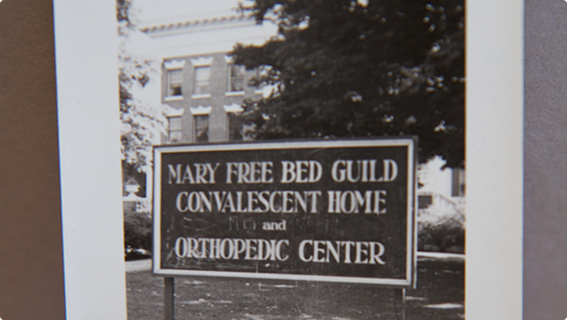 MARY FREE BED GUILD
CONVALESCENT HOME
and
ORTHOPEDIC CENTER